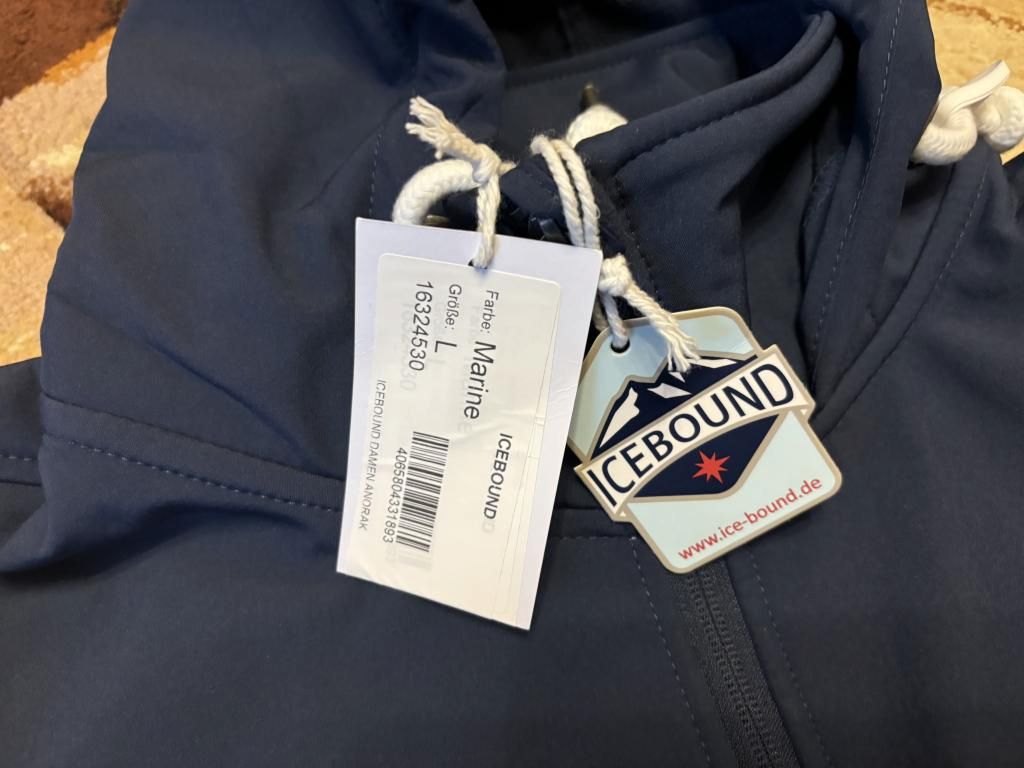 ICEBOUND
Farbe: Marine
Größe: L
16324530
4065804331893
ICEBOUND DAMEN ANORAK
ICEBOUND
www.ice-bound.de